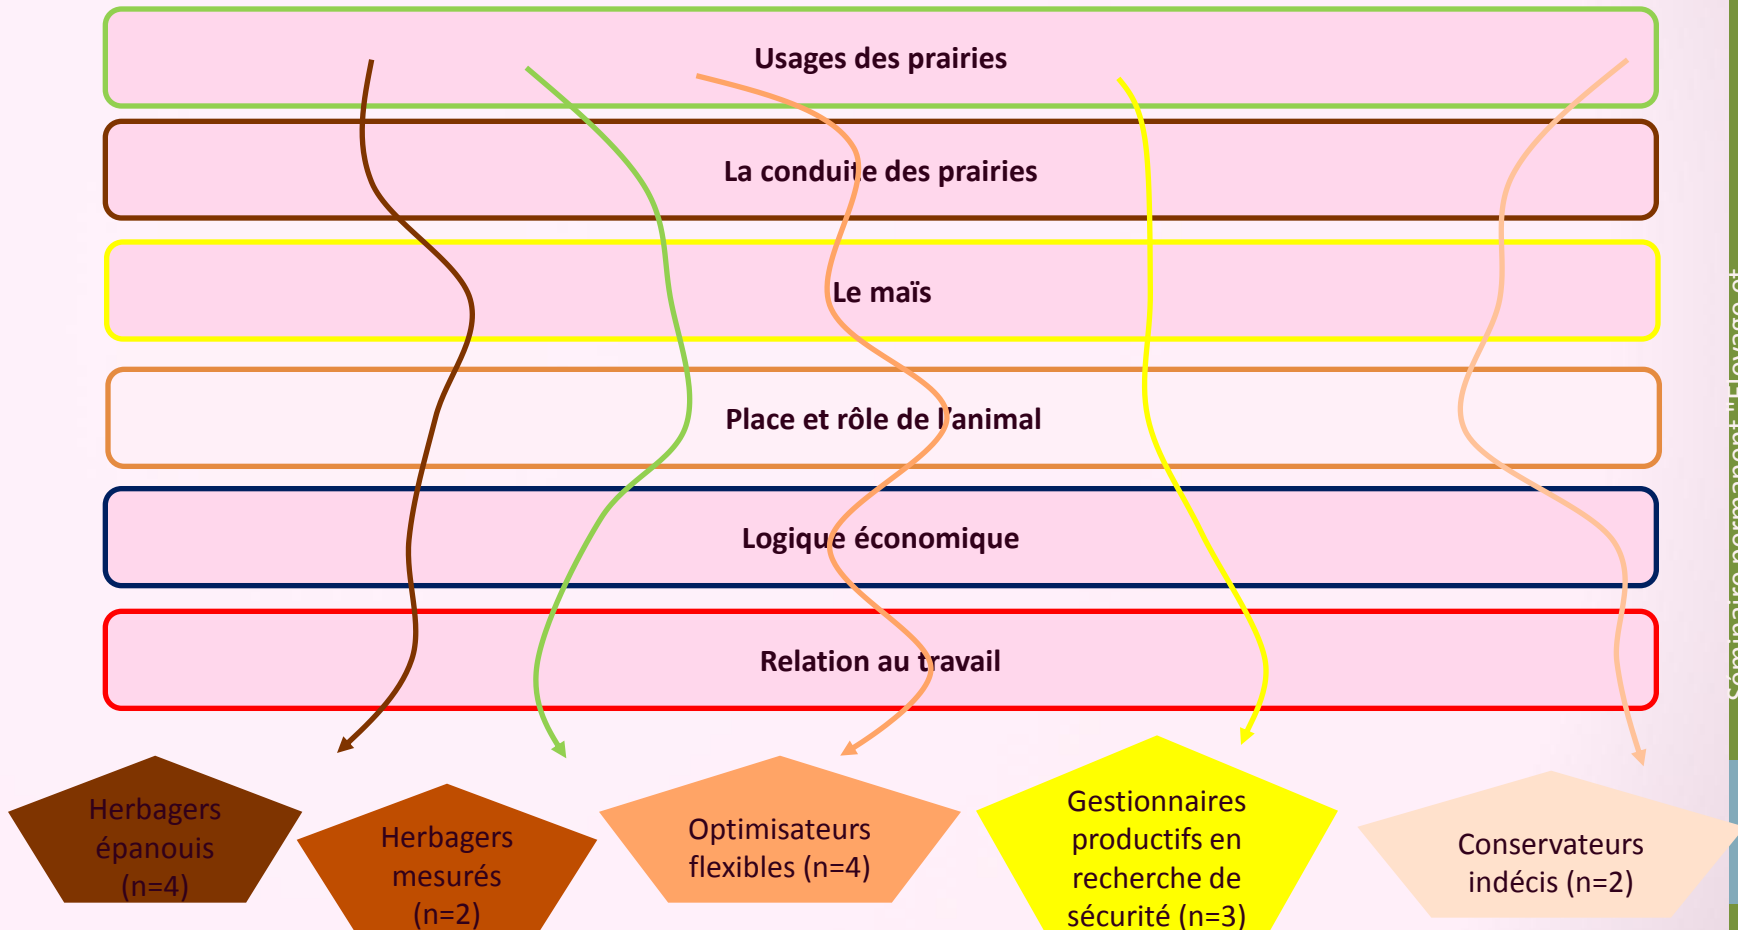 Usages des prairies
La conduite des prairies
Le maïs
Place et rôle de l'animal
Logique économique
Relation au travail
Herbagers
épanouis
(n=4)
Herbagers
mesurés
(n=2)
Optimisateurs
flexibles (n=4)
Gestionnaires
productifs en
recherche de
sécurité (n=3)
Conservateurs
indécis (n=2)